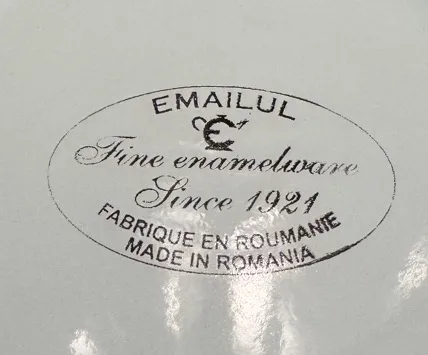 EMAILUL
Fine enamelware
Since 1921
FABRIQUE EN ROUMANIE
MADE IN ROMANIA